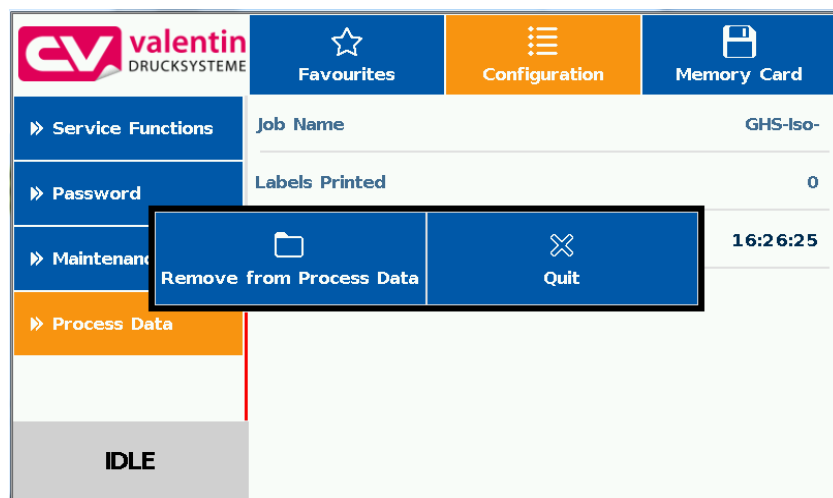 valentin
DRUCKSYSTEME
Favourites
Configuration
Memory Card
Service Functions
Job Name
GHS-Iso-
Password
Labels Printed
0
Maintenanc
16:26:25
Remove from Process Data
Quit
Process Data
IDLE